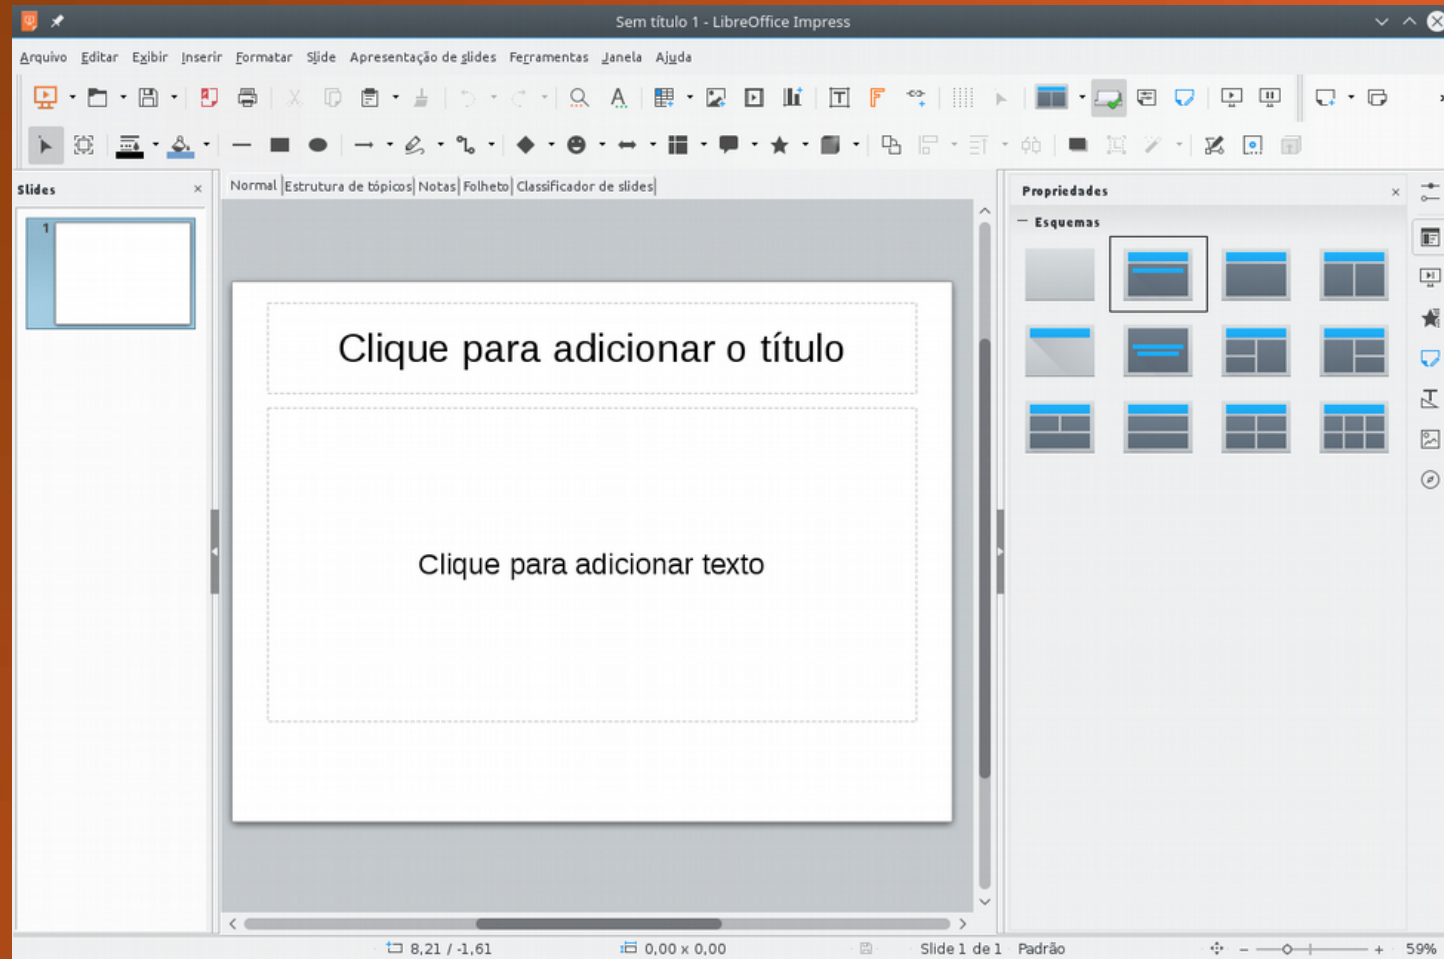 Sem título 1 - LibreOffice Impress
Arquivo Editar Exibir Inserir Formatar Slide Apresentação de slides Ferramentas Janela Ajuda
Slides
Normal Estrutura de tópicos Notas Folheto Classificador de slides
Propriedades
Esquemas
1
Clique para adicionar o título
Clique para adicionar texto
8,21 / -1,61 0,00 x 0,00 Slide 1 de 1 Padrão 59%